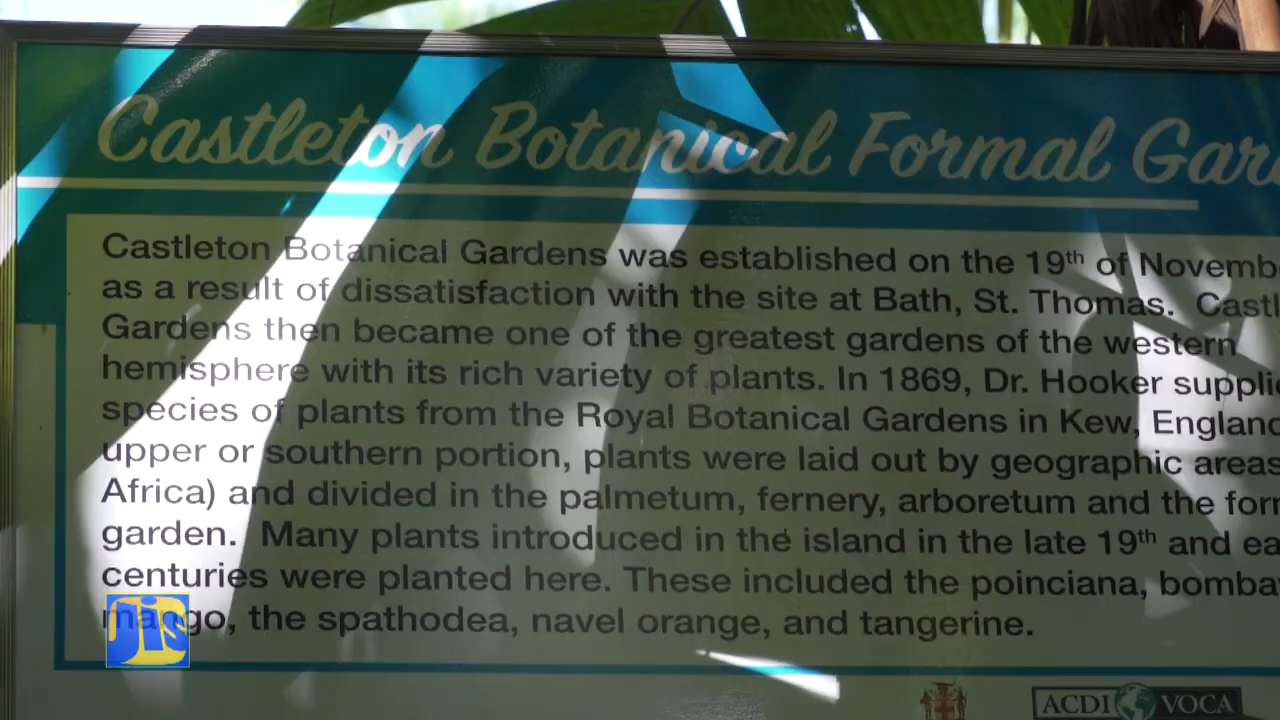 Castleton Botanical Formal Gar
Castleton Botanical Gardens was established on the 19th of Novemb
as a result of dissatisfaction with the site at Bath, St. Thomas. Castl
Gardens then became one of the greatest gardens of the western
hemisphere with its rich variety of plants. In 1869, Dr. Hooker supplie
species of plants from the Royal Botanical Gardens in Kew, England
upper or southern portion, plants were laid out by geographic areas
Africa) and divided in the palmetum, fernery, arboretum and the for
garden. Many plants introduced in the island in the late 19th and ea
centuries were planted here. These included the poinciana, bomba
mango, the spathodea, navel orange, and tangerine.
JIS
ACDI VOCA